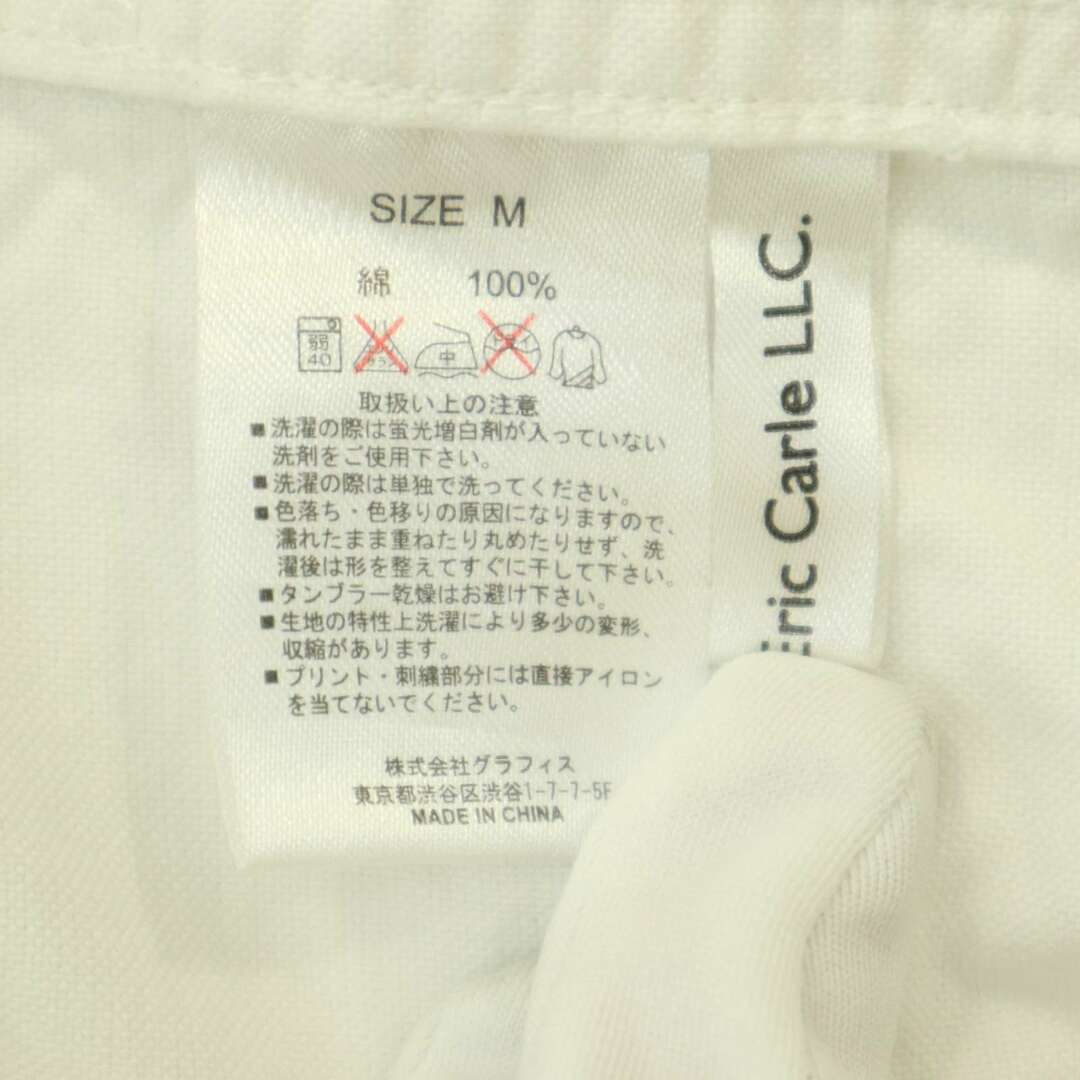 SIZE M
綿 100%
弱 中
40
取扱い上の注意
■洗濯の際は蛍光増白剤が入っていない
洗剤をご使用下さい。
■洗濯の際は単独で洗ってください。
■色落ち・色移りの原因になりますので、
濡れたまま重ねたり丸めたりせず、洗
濯後は形を整えてすぐに干して下さい。
■タンブラー乾燥はお避け下さい。
■生地の特性上洗濯により多少の変形、
収縮があります。
■プリント・刺繍部分には直接アイロン
を当てないでください。
株式会社グラフィス
東京都渋谷区渋谷1-7-7-5F
MADE IN CHINA
Eric Carle LLC.